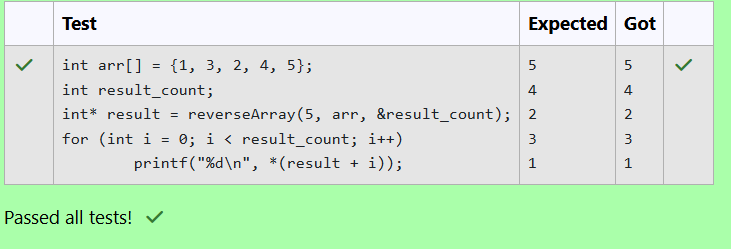 Test Expected Got
int arr[] = {1, 3, 2, 4, 5}; 5 5
int result_count; 4 4
int* result = reverseArray(5, arr, &result_count); 2 2
for (int i = 0; i < result_count; i++) 3 3
        printf("%d\n", *(result + i)); 1 1
Passed all tests!